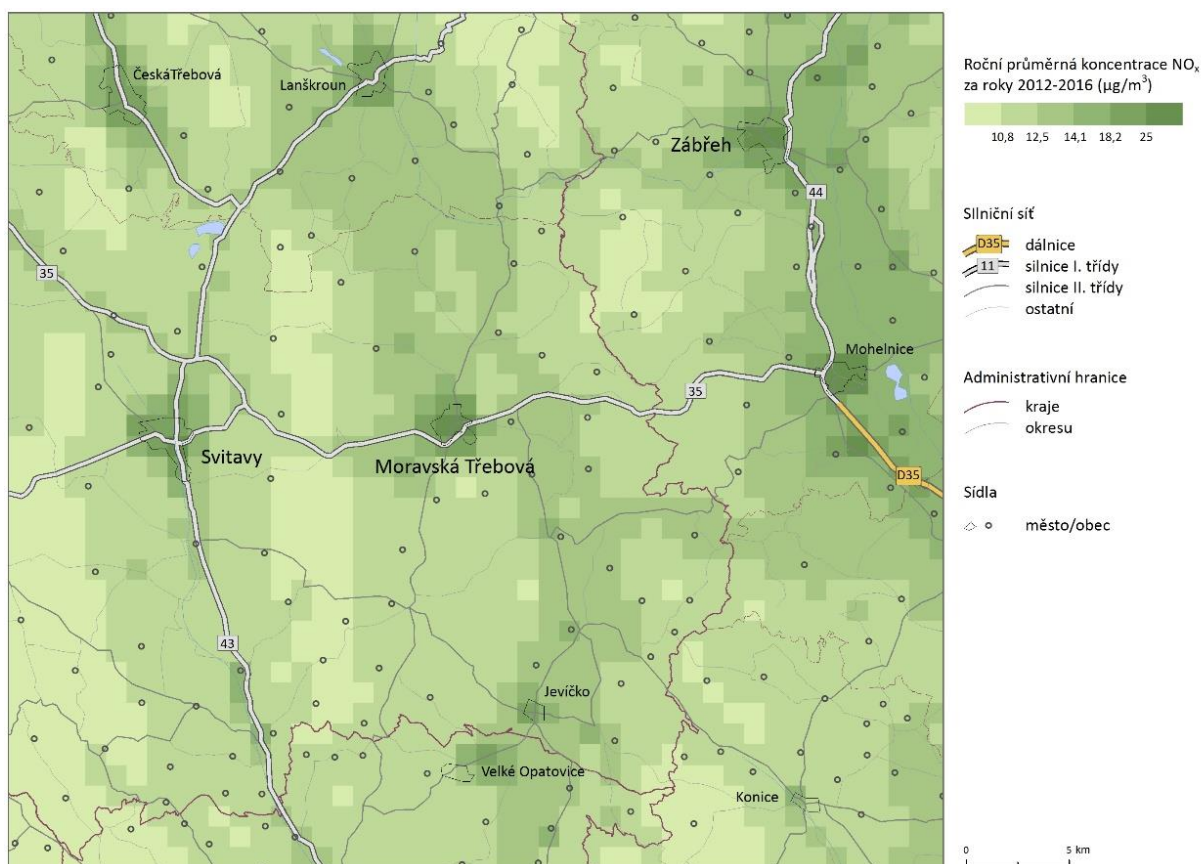 ČeskáTřebová
Lanškroun
Zábřeh
44
35
Mohelnice
35
Svitavy
Moravská Třebová
D35
43
Jevíčko
Velké Opatovice
Konice
Roční průměrná koncentrace NOₓ
za roky 2012-2016 (µg/m³)
10,8 12,5 14,1 18,2 25
Sllniční síť
D35 dálnice
11 silnice I. třídy
silnice II. třídy
ostatní
Administrativní hranice
kraje
okresu
Sídla
město/obec
0 5 km